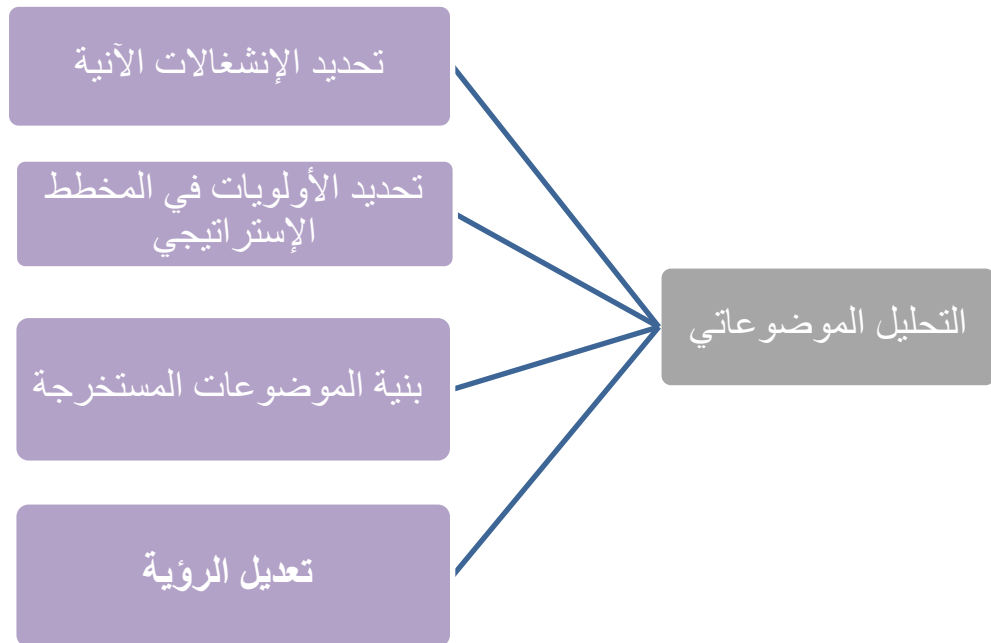 تحديد الإنشغالات الآنية
تحديد الأولويات في المخطط
الإستراتيجي
التحليل الموضوعاتي
بنية الموضوعات المستخرجة
تعديل الرؤية